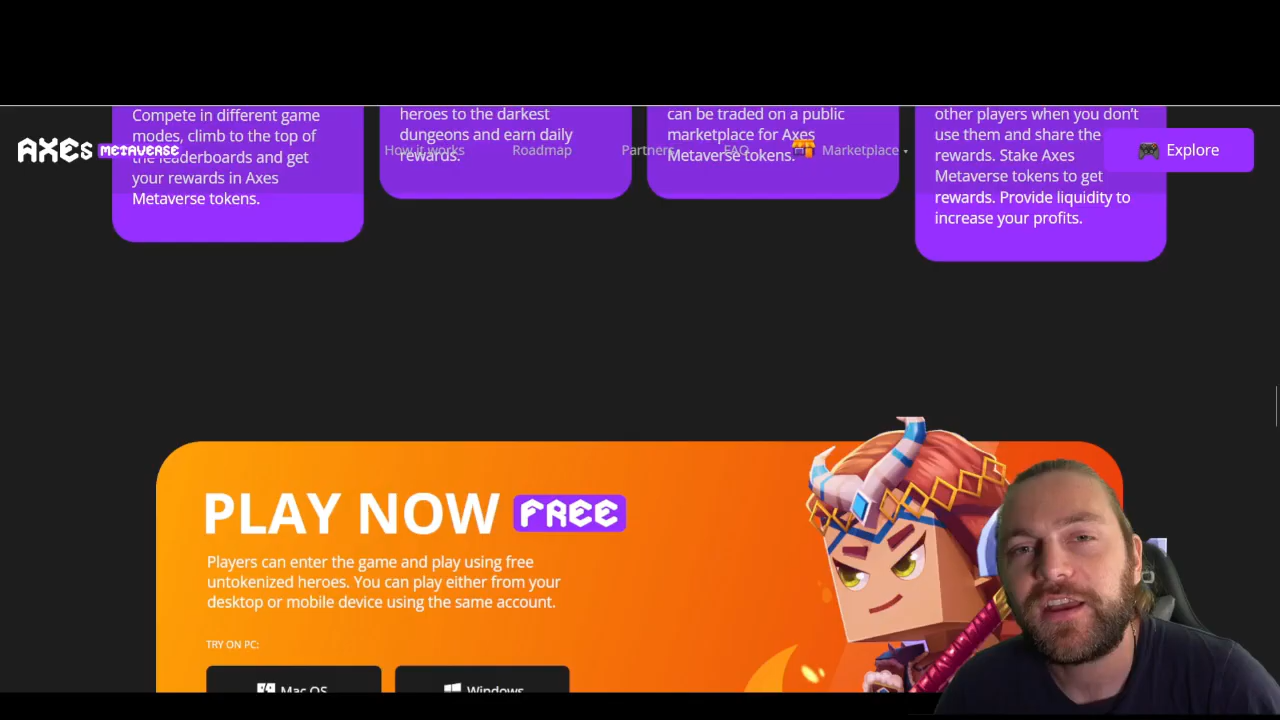 Compete in different game
modes, climb to the top of
the leaderboards and get
your rewards in Axes
Metaverse tokens.
heroes to the darkest
dungeons and earn daily
rewards.
can be traded on a public
marketplace for Axes
Metaverse tokens.
other players when you don't
use them and share the
rewards. Stake Axes
Metaverse tokens to get
rewards. Provide liquidity to
increase your profits.
AXES METAVERSE
How it works
Roadmap
Partners
FAQ
Marketplace
Explore
PLAY NOW FREE
Players can enter the game and play using free
untokenized heroes. You can play either from your
desktop or mobile device using the same account.
TRY ON PC:
Mac OS
Windows